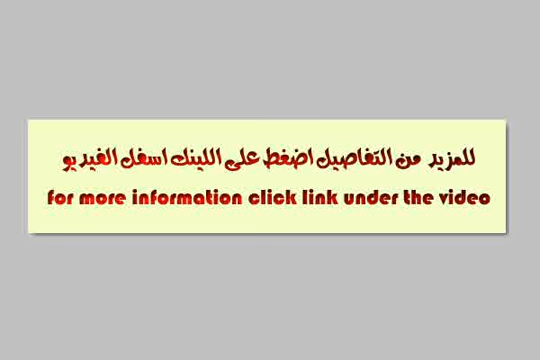 للمزيد من التفاصيل اضغط على اللينك اسفل الفيديو
for more information click link under the video